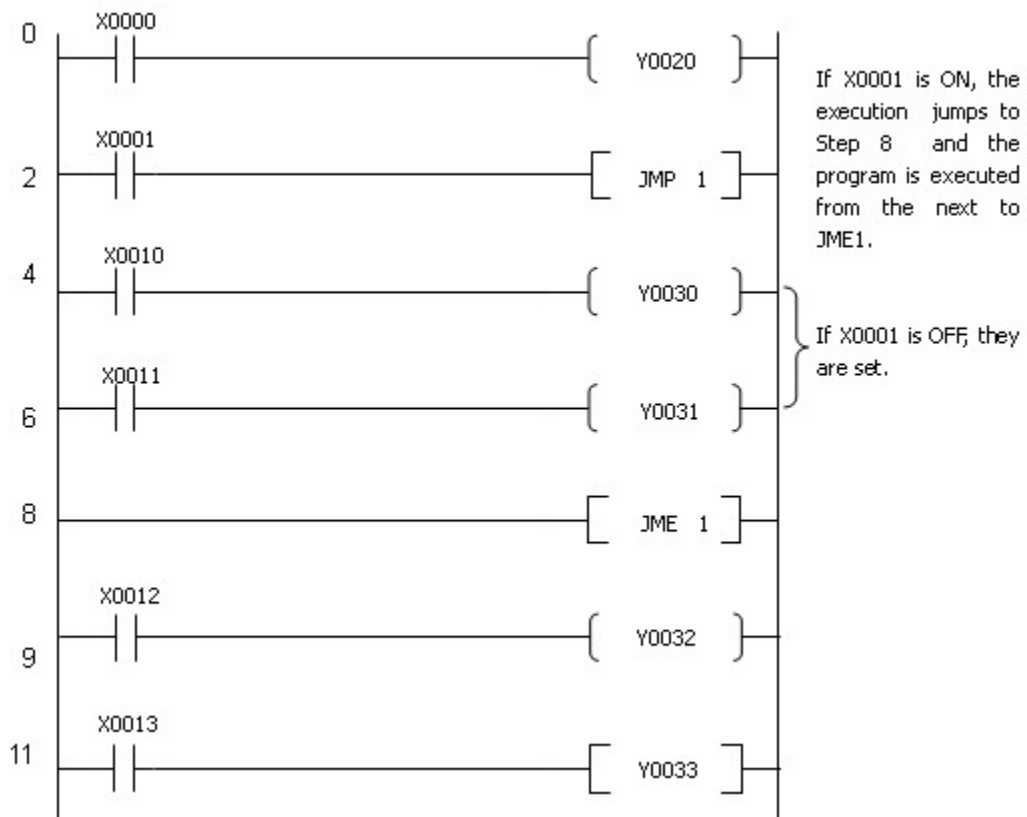 0
X0000
Y0020
2
X0001
JMP 1
4
X0010
Y0030
6
X0011
Y0031
8
JME 1
9
X0012
Y0032
11
X0013
Y0033
If X0001 is ON, the
execution jumps to
Step 8 and the
program is executed
from the next to
JME1.
If X0001 is OFF, they
are set.